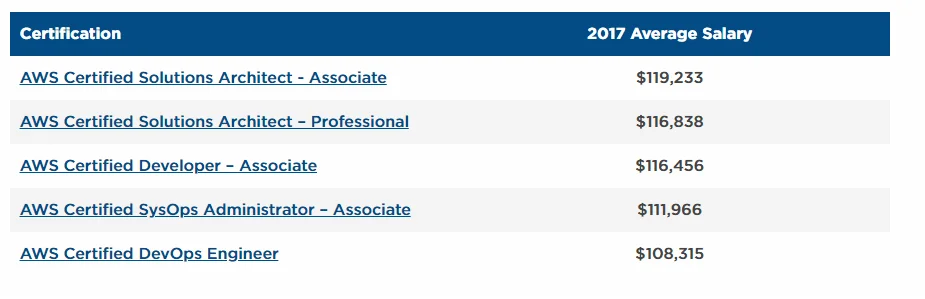 Certification 2017 Average Salary
AWS Certified Solutions Architect - Associate $119,233
AWS Certified Solutions Architect – Professional $116,838
AWS Certified Developer – Associate $116,456
AWS Certified SysOps Administrator – Associate $111,966
AWS Certified DevOps Engineer $108,315